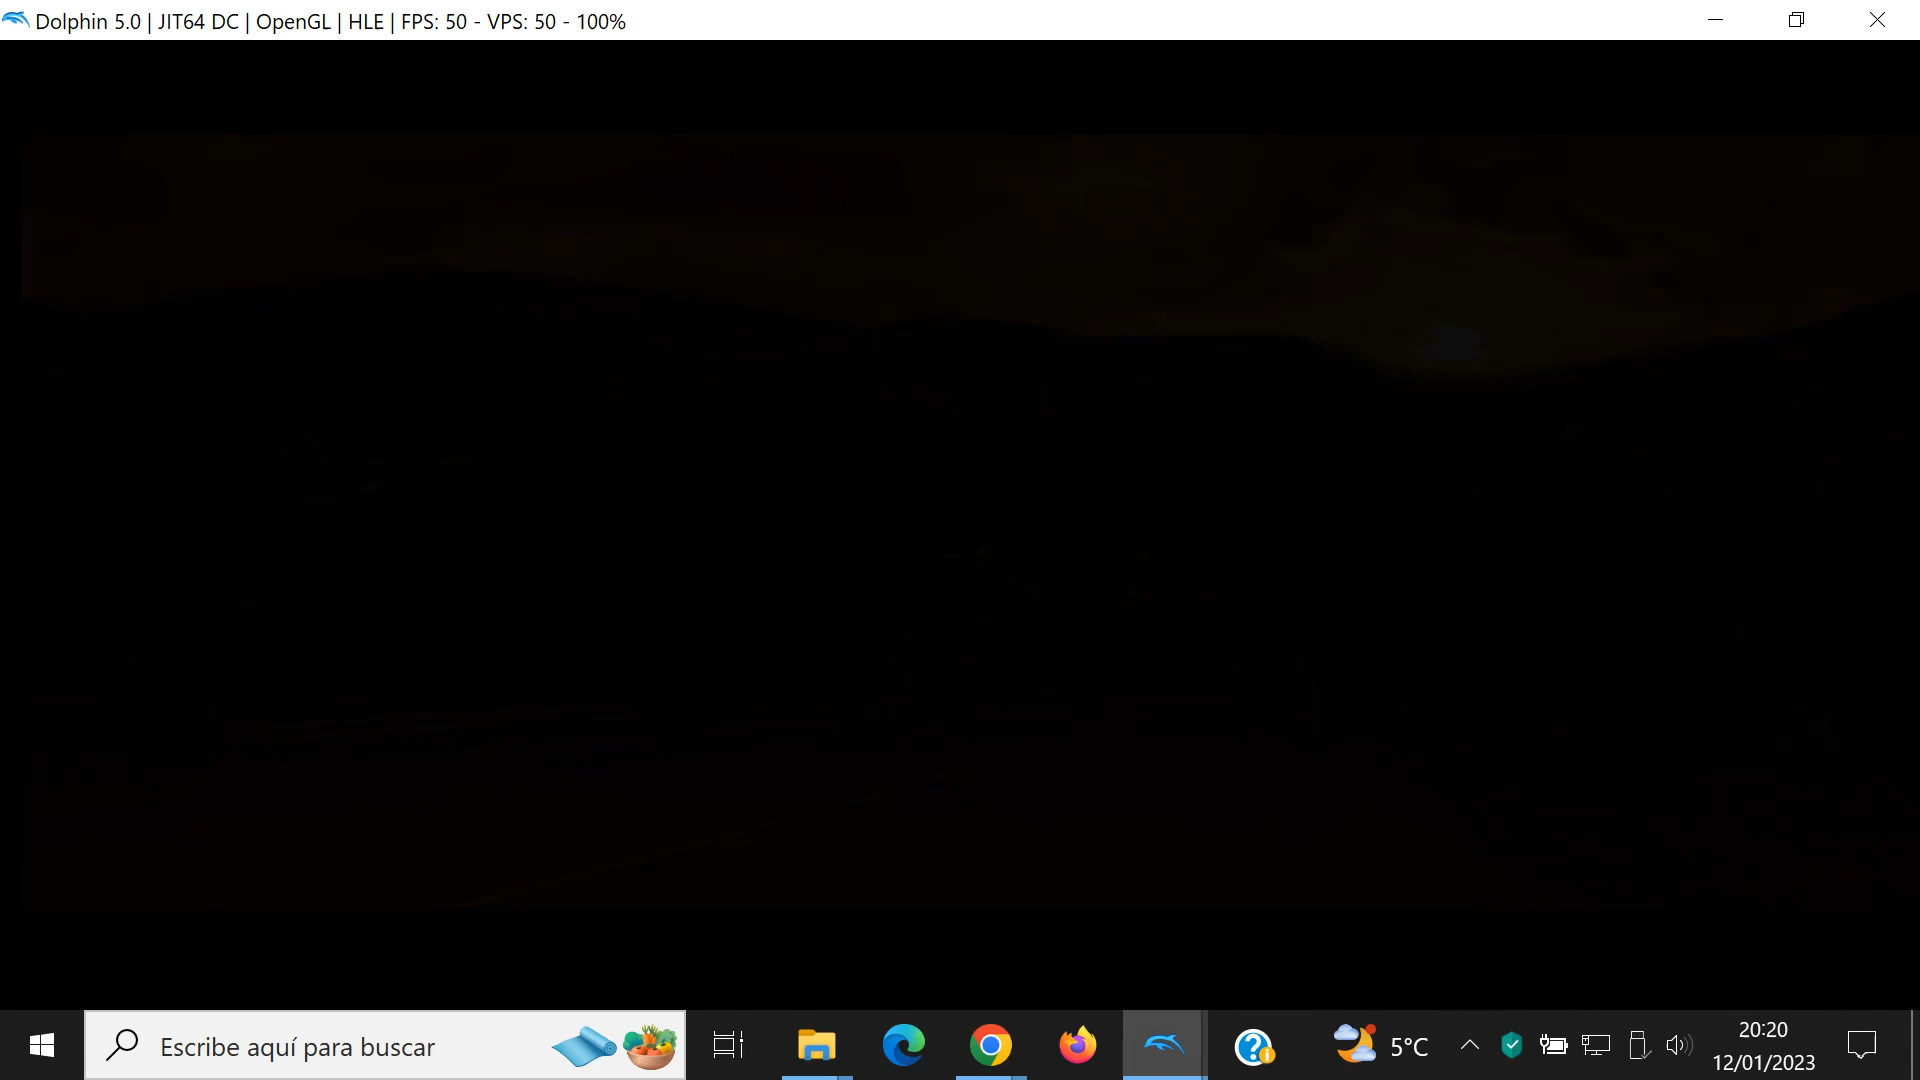 Dolphin 5.0 | JIT64 DC | OpenGL | HLE | FPS: 50 - VPS: 50 - 100%
Escribe aquí para buscar
5°C
20:20
12/01/2023